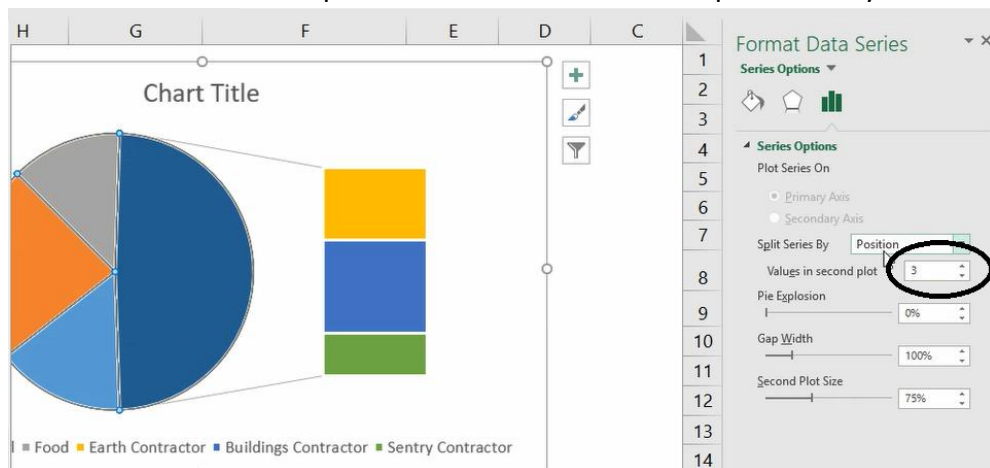 H G F E D C
Format Data Series
Series Options
Chart Title
1
2
3
4
5
6
7
8
9
10
11
12
13
14
Series Options
Plot Series On
Primary Axis
Secondary Axis
Split Series By Position
Values in second plot 3
Pie Explosion
0%
Gap Width
100%
Second Plot Size
75%
Food Earth Contractor Buildings Contractor Sentry Contractor